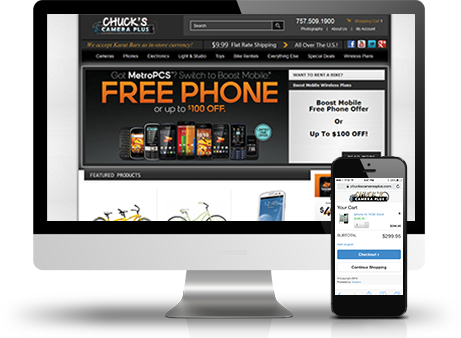 CHUCK'S
CAMERA PLUS
Search
757.509.1900
Shopping Cart
Photography | About Us | My Account
We accept Karat Bars as in-store currency!
$9.99 Flat Rate Shipping
All Over The U.S.!
Cameras Phones Electronics Light & Studio Toys Bike Rentals Everything Else Special Deals Wireless Plans
Got MetroPCS? Switch to Boost Mobile
FREE PHONE
or up to $100 OFF.
WANT TO RENT A BIKE?
Boost Mobile Wireless Plans
Boost Mobile
Free Phone Offer
Or
Up To $100 OFF!
FEATURED PRODUCTS
chuckscameraplus.com
CHUCK'S
CAMERA PLUS
Your Cart
SUBTOTAL
$299.95
Checkout
Continue Shopping